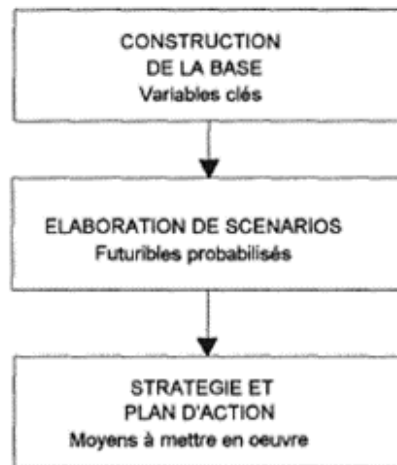 CONSTRUCTION
DE LA BASE
Variables clés
ELABORATION DE SCENARIOS
Futuribles probabilisés
STRATEGIE ET
PLAN D'ACTION
Moyens à mettre en oeuvre